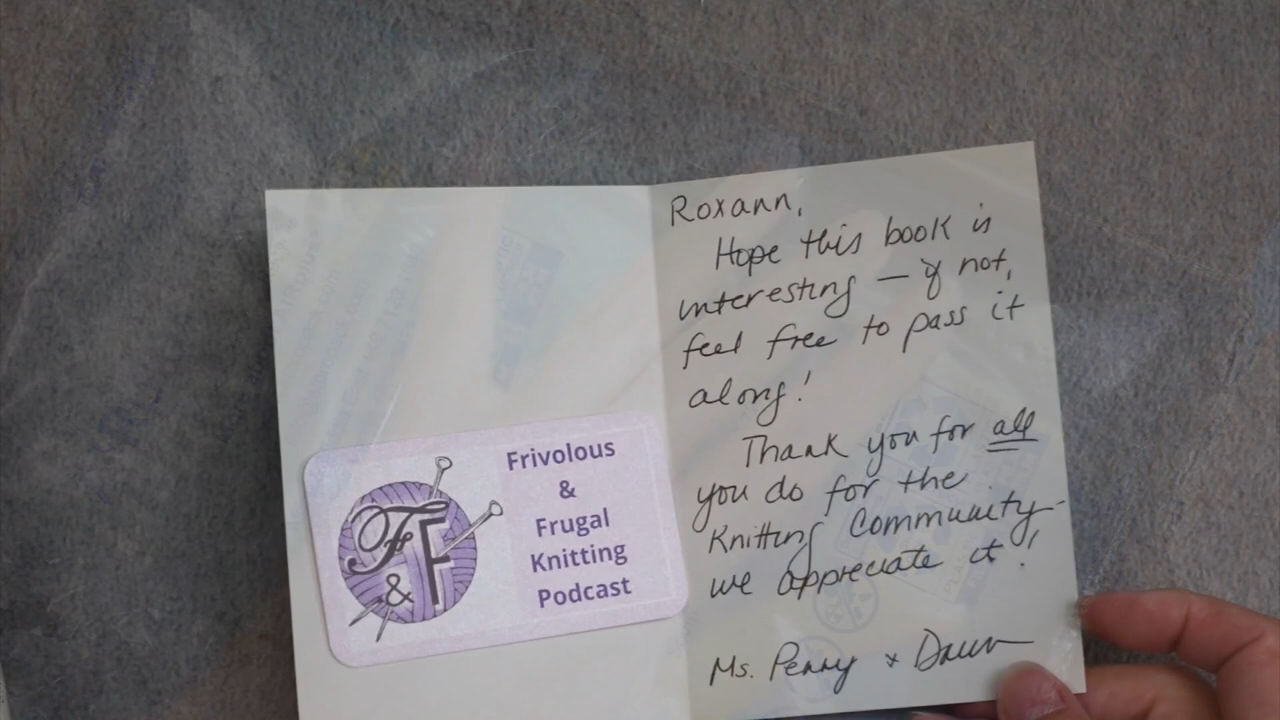 Roxann,
Hope this book is
interesting – if not,
feel free to pass it
along!
Thank you for all
you do for the
Knitting Community-
we appreciate it!
Ms. Penny &
F
F
&
Frivolous
&
Frugal
Knitting
Podcast